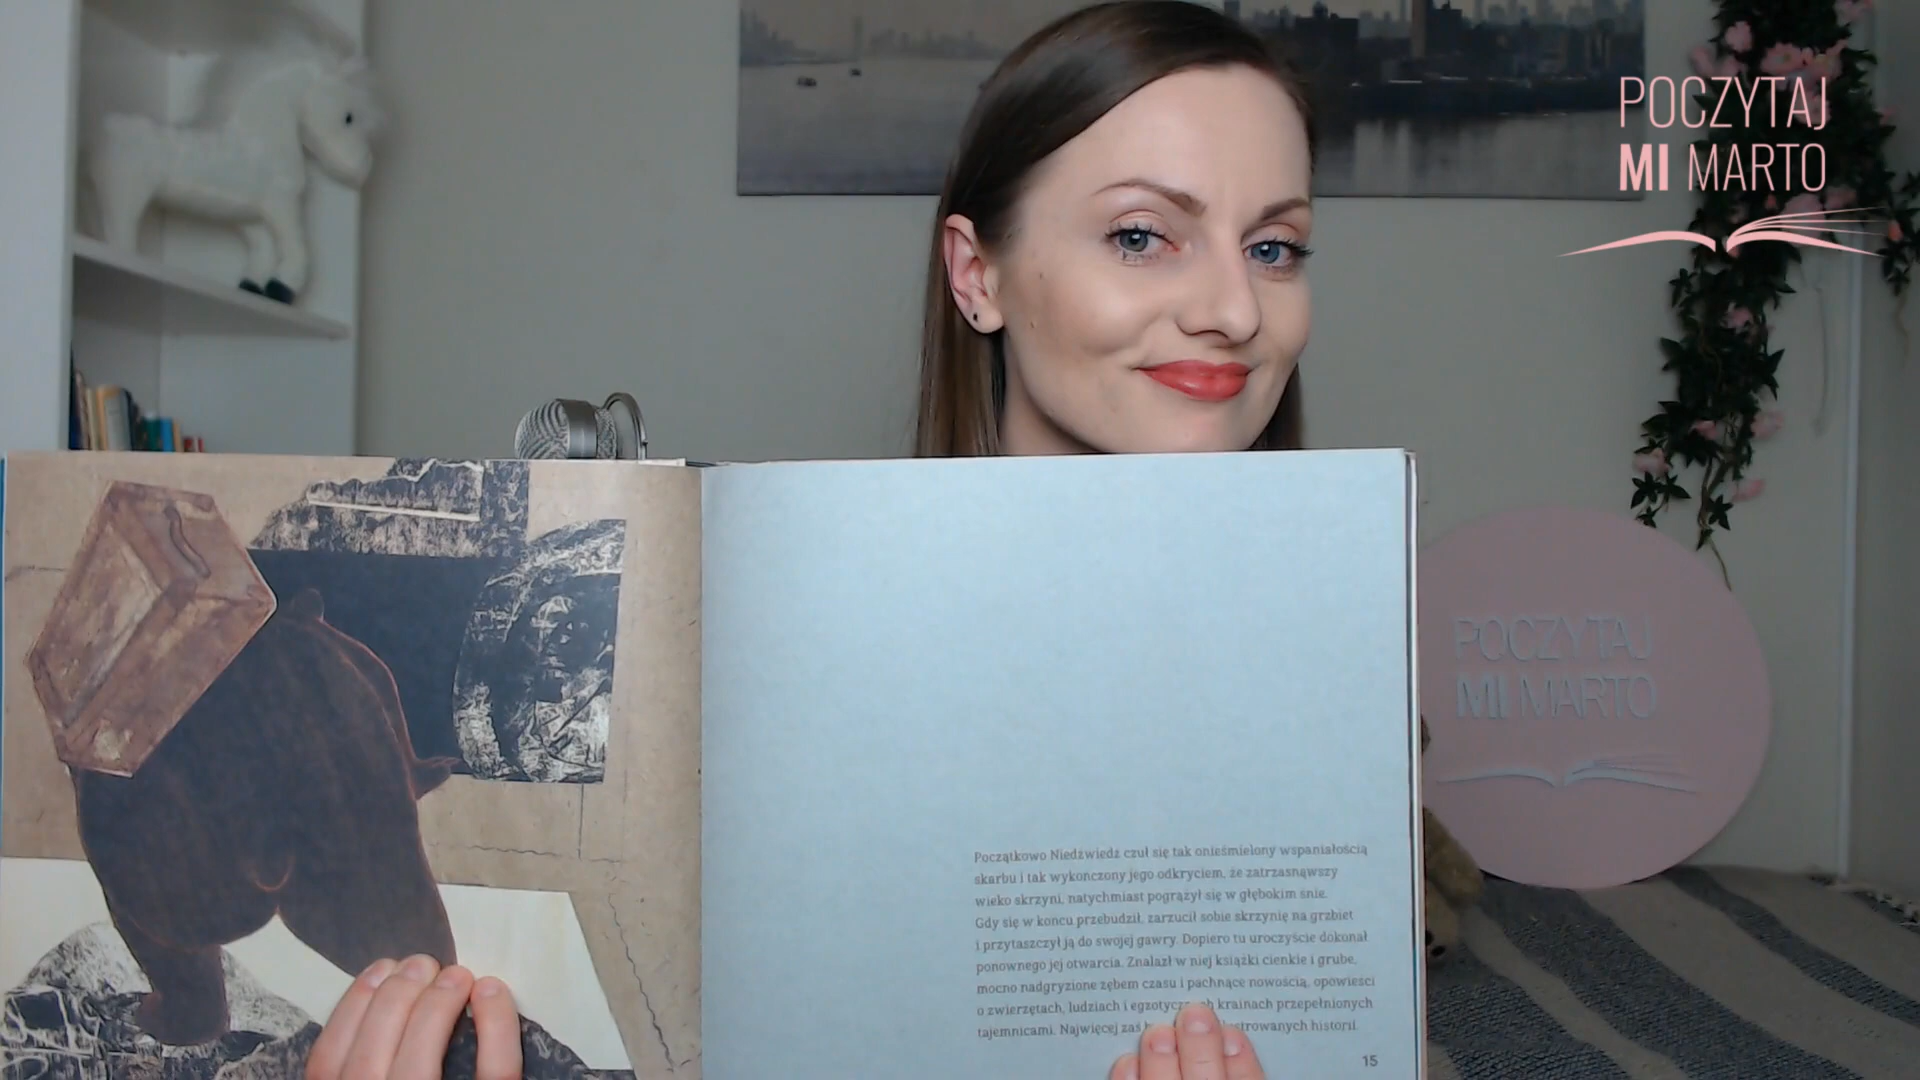 POCZYTAJ
MI MARTO
POCZYTAJ
MI MARTO
Początkowo Niedźwiedź czuł się tak onieśmielony wspaniałością
skarbu i tak wykończony jego odkryciem, że zatrzasnąwszy
wieko skrzyni, natychmiast pogrążył się w głębokim śnie.
Gdy się w końcu przebudził, zarzucił sobie skrzynię na grzbiet
i przytaszczył ją do swojej gawry. Dopiero tu uroczyście dokonał
ponownego jej otwarcia. Znalazł w niej książki cienkie i grube,
mocno nadgryzione zębem czasu i pachnące nowością, opowieści
o zwierzętach, ludziach i krainach przepełnionych
tajemnicami. Najwięcej zaś historii.
15